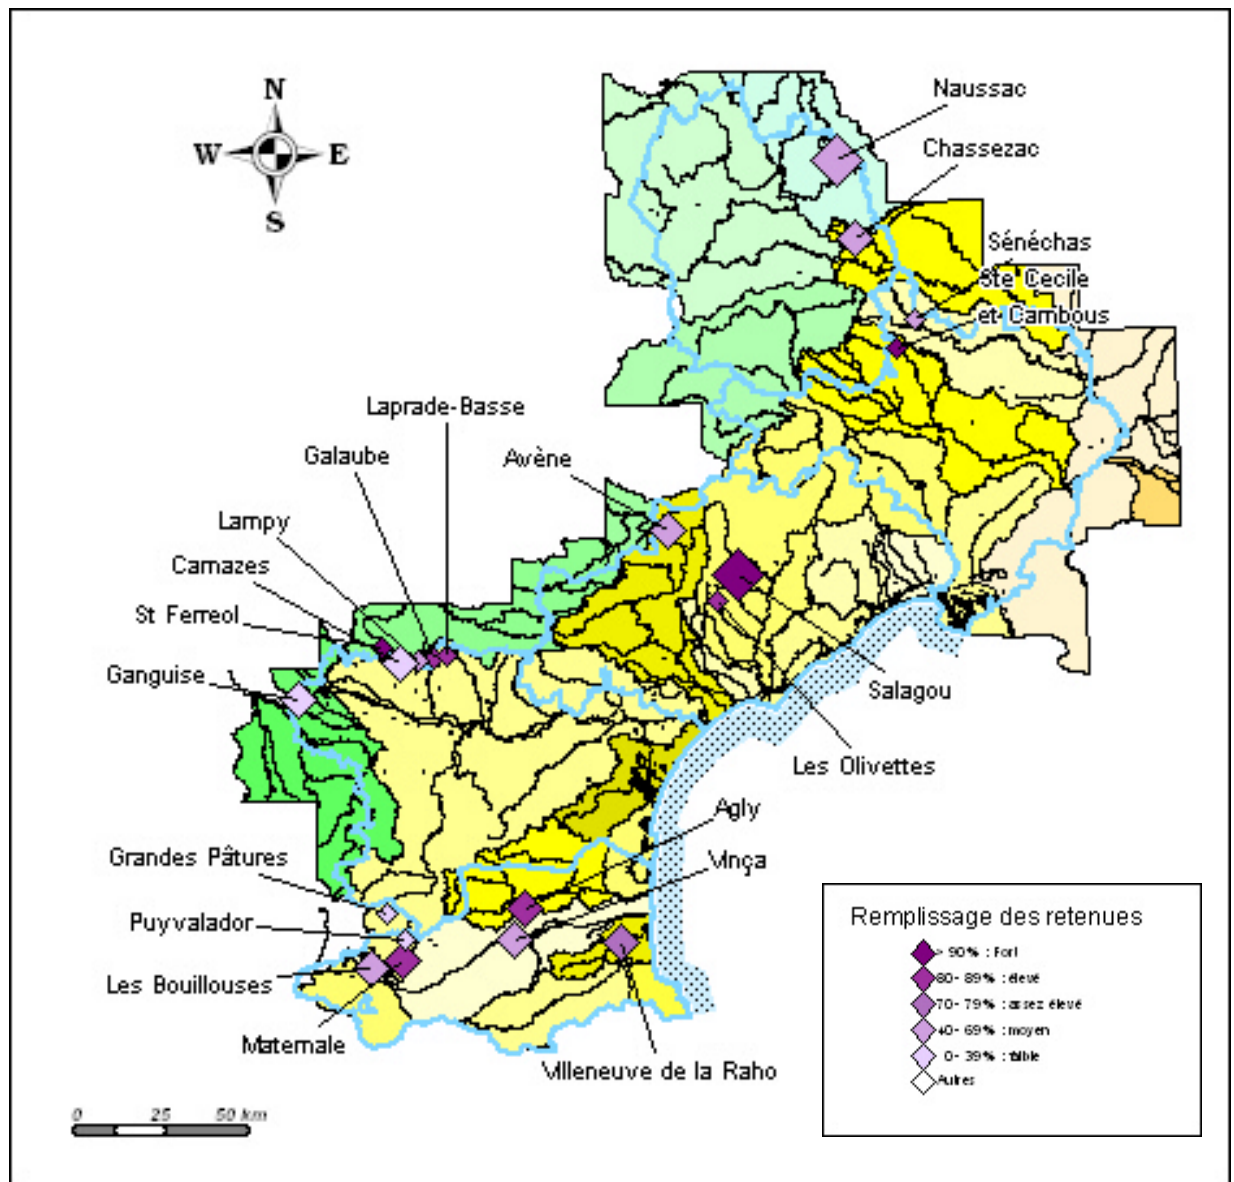 N
W E
S
Naussac
Chassezac
Sénéchas
Ste Cecile
et Cambous
Laprade-Basse
Galaube
Avène
Lampy
Camazes
St Ferreol
Ganguise
Salagou
Les Olivettes
Agly
Vinça
Grandes Pâtures
Puyvalador
Les Bouillouses
Matemale
Villeneuve de la Raho
Remplissage des retenues
> 90% : Fort
80- 89% : élevé
70- 79% : assez élevé
40- 69% : moyen
0- 39% : faible
Autres
0 25 50 km